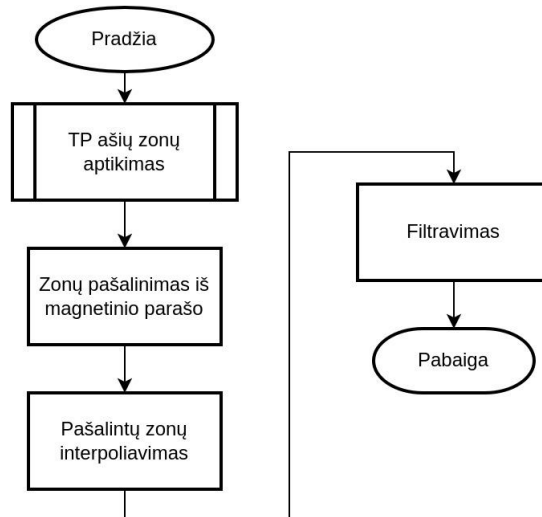 Pradžia
TP ašių zonų
aptikimas
Zonų pašalinimas iš
magnetinio parašo
Pašalintų zonų
interpoliavimas
Filtravimas
Pabaiga